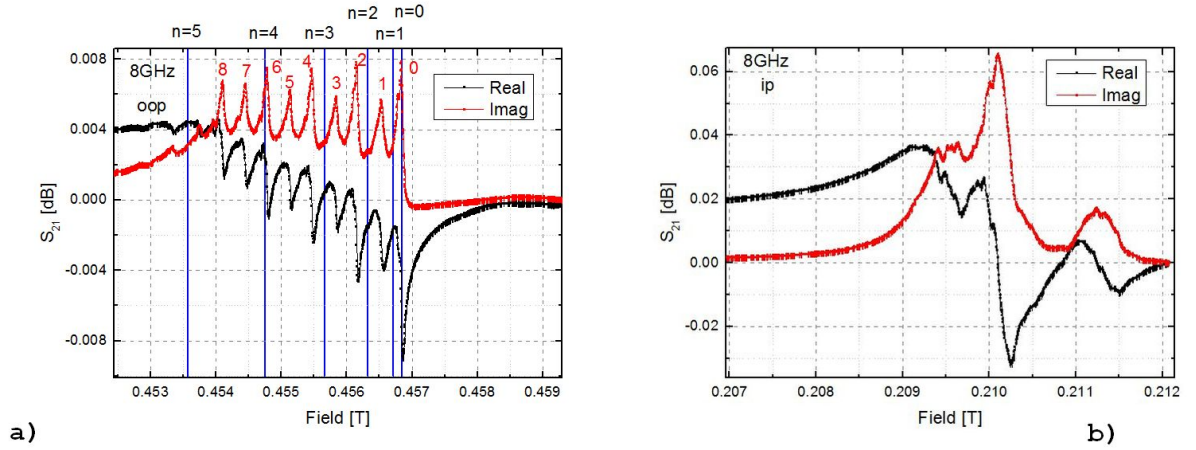 n=2 n=0
n=5 n=4 n=3 n=1
0.008
8GHz
oop
8 7 6 5 4 3 2 1 0
Real
Imag
0.004
0.000
-0.004
-0.008
S21 [dB]
0.453 0.454 0.455 0.456 0.457 0.458 0.459
Field [T]
a)
8GHz
ip
Real
Imag
0.06
0.04
0.02
0.00
-0.02
S21 [dB]
0.207 0.208 0.209 0.210 0.211 0.212
Field [T]
b)